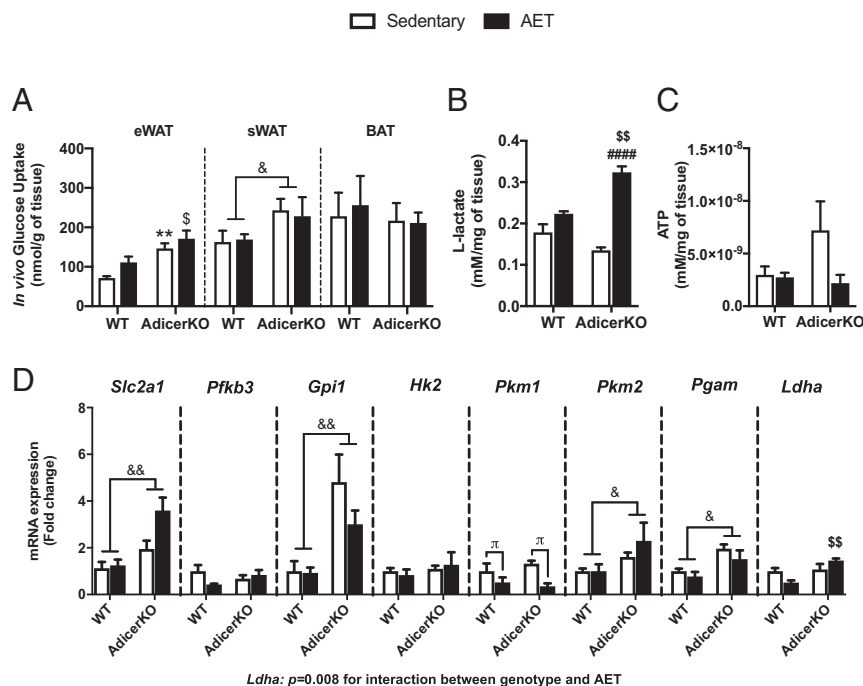 Sedentary AET
A
eWAT sWAT BAT
In vivo Glucose Uptake
(nmol/g of tissue)
400
300
200
100
0
** $ &
WT AdicerKO WT AdicerKO WT AdicerKO
B
L-lactate
(mM/mg of tissue)
0.4
0.3
0.2
0.1
0.0
$$
####
WT AdicerKO
C
ATP
(mM/mg of tissue)
1.5×10-8
1.0×10-8
5.0×10-9
0.0
WT AdicerKO
D
Slc2a1 Pfkb3 Gpi1 Hk2 Pkm1 Pkm2 Pgam Ldha
mRNA expression
(Fold change)
8
6
4
2
0
&& && π π & & $$
WT AdicerKO WT AdicerKO WT AdicerKO WT AdicerKO WT AdicerKO WT AdicerKO WT AdicerKO WT AdicerKO
Ldha: p=0.008 for interaction between genotype and AET